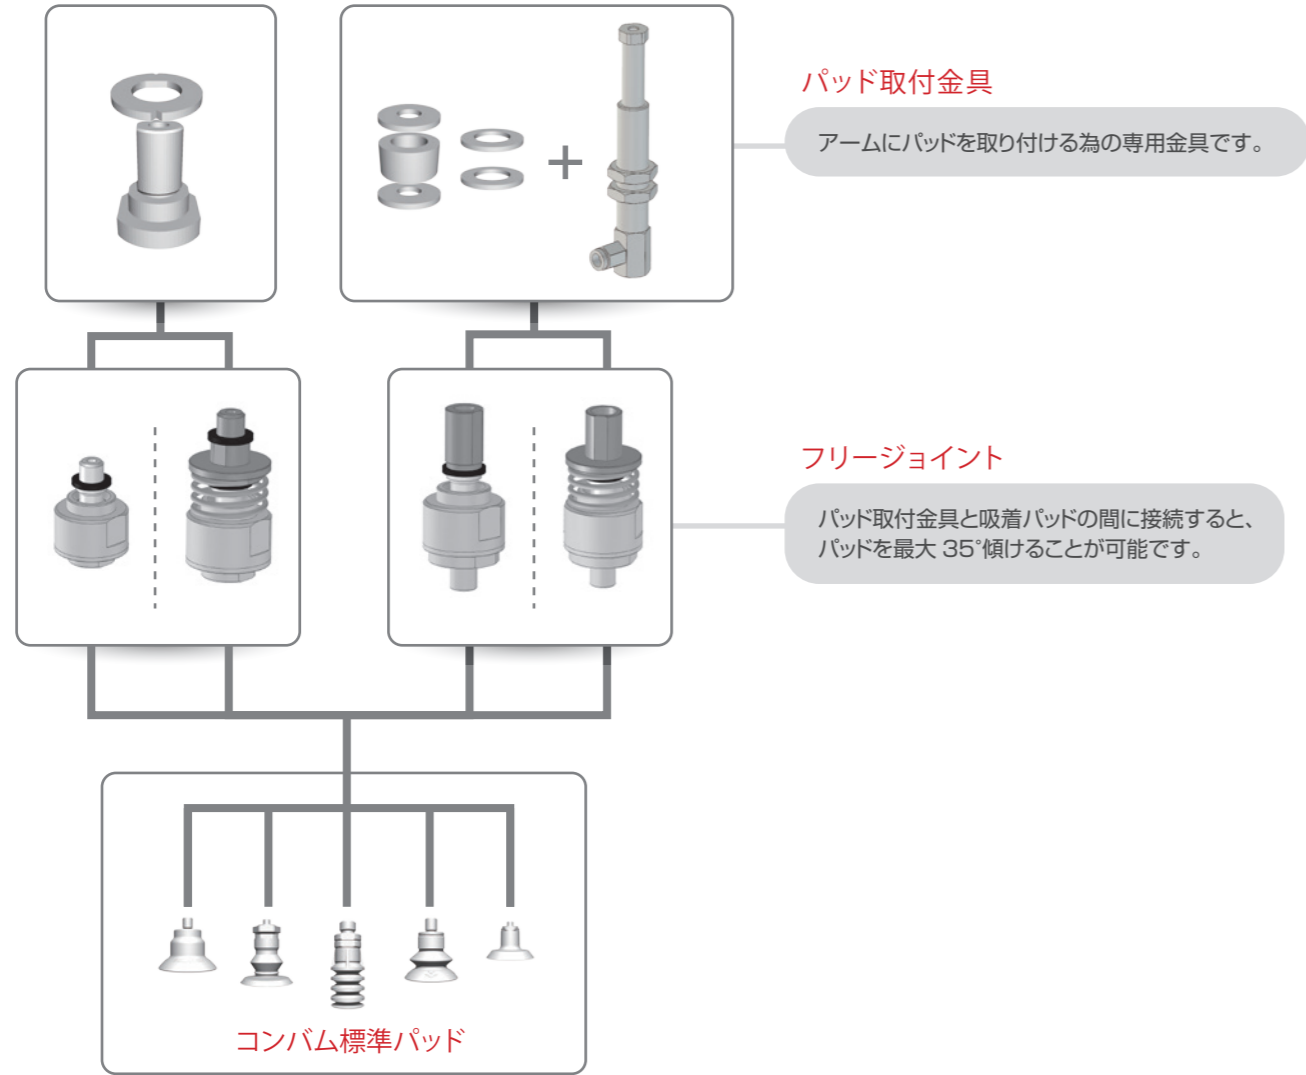 パッド取付金具
アームにパッドを取り付ける為の専用金具です。
フリージョイント
パッド取付金具と吸着パッドの間に接続すると、
パッドを最大 35°傾けることが可能です。
コンバム標準パッド